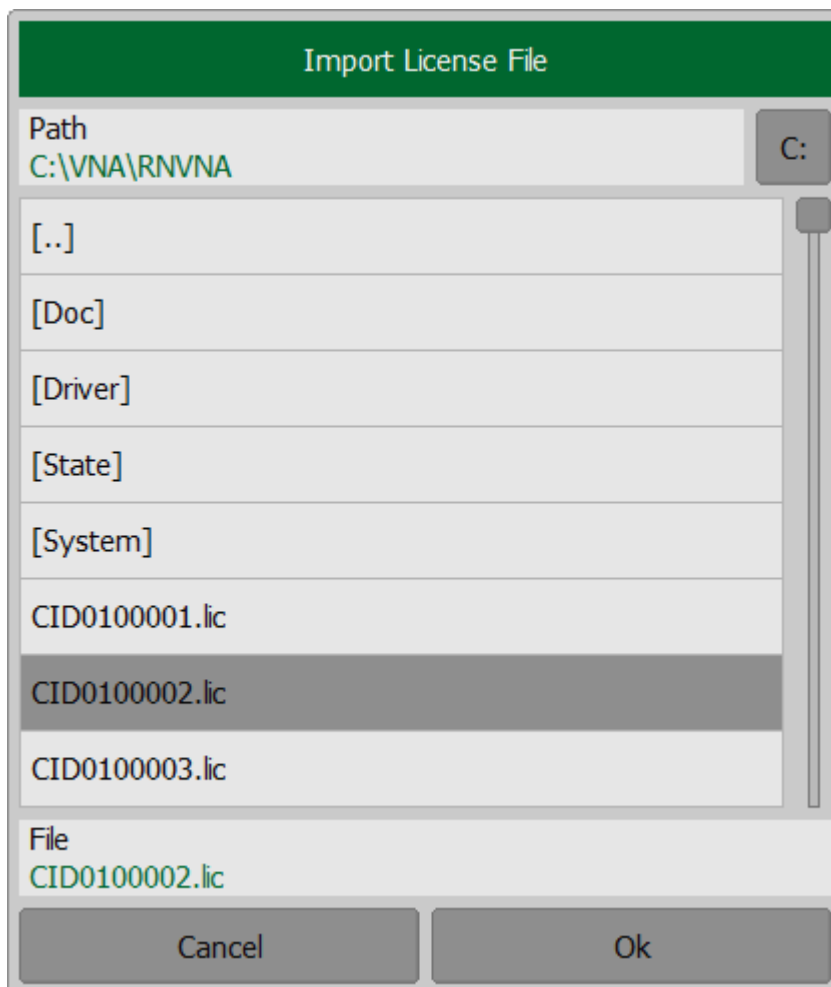 Import License File
Path
C:\VNA\RNVNA
C:
[..]
[Doc]
[Driver]
[State]
[System]
CID0100001.lic
CID0100002.lic
CID0100003.lic
File
CID0100002.lic
Cancel
Ok